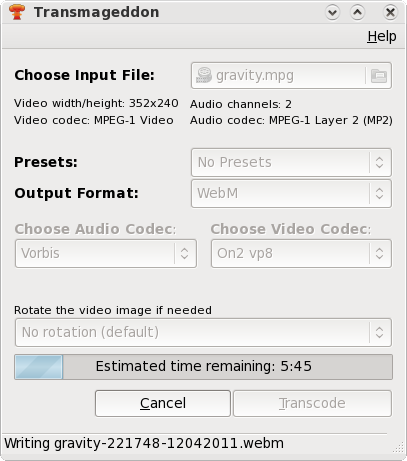 Transmageddon
Help
Choose Input File: gravity.mpg
Video width/height: 352x240 Audio channels: 2
Video codec: MPEG-1 Video Audio codec: MPEG-1 Layer 2 (MP2)
Presets: No Presets
Output Format: WebM
Choose Audio Codec: Choose Video Codec:
Vorbis On2 vp8
Rotate the video image if needed
No rotation (default)
Estimated time remaining: 5:45
Cancel Transcode
Writing gravity-221748-12042011.webm